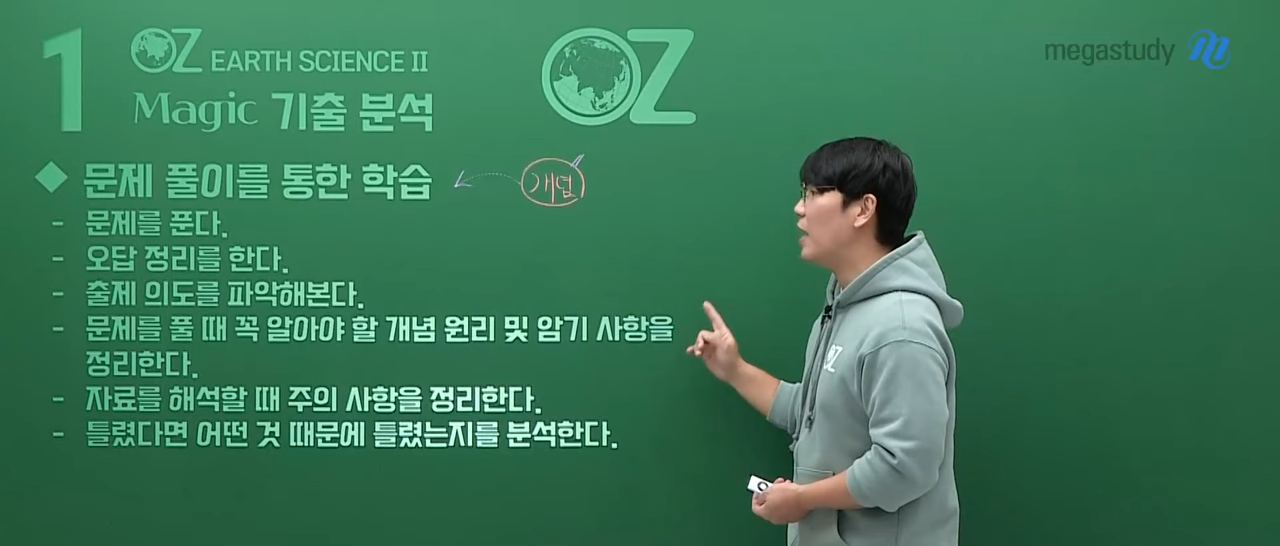 1
OZ EARTH SCIENCE II
Magic 기출 분석
OZ
megastudy
◆ 문제 풀이를 통한 학습
개념
- 문제를 푼다.
- 오답 정리를 한다.
- 출제 의도를 파악해본다.
- 문제를 풀 때 꼭 알아야 할 개념 원리 및 암기 사항을
정리한다.
- 자료를 해석할 때 주의 사항을 정리한다.
- 틀렸다면 어떤 것 때문에 틀렸는지를 분석한다.
OZ